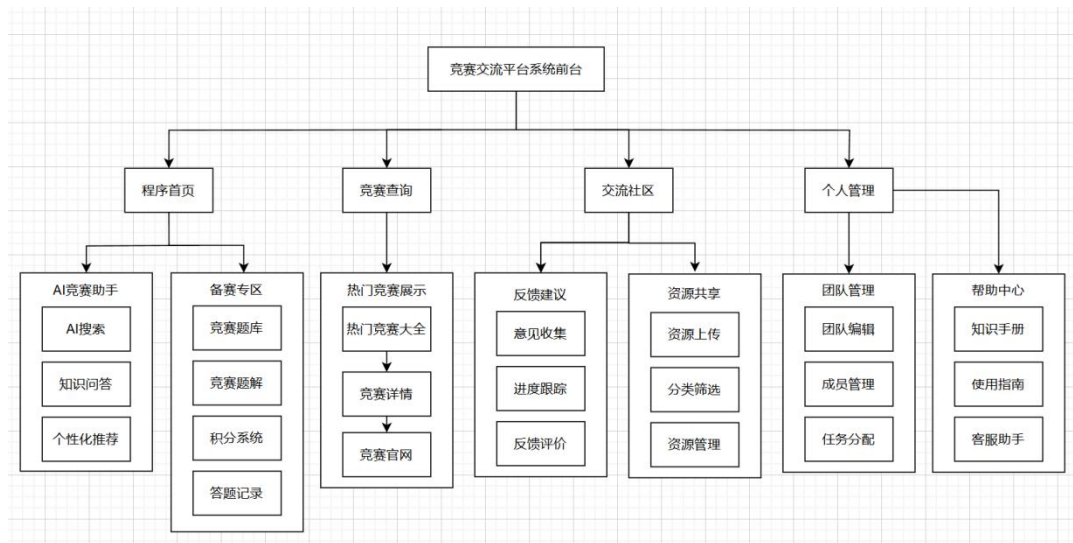 竞赛交流平台系统前台
程序首页
竞赛查询
交流社区
个人管理
AI竞赛助手
AI搜索
知识问答
个性化推荐
备赛专区
竞赛题库
竞赛题解
积分系统
答题记录
热门竞赛展示
热门竞赛大全
竞赛详情
竞赛官网
反馈建议
意见收集
进度跟踪
反馈评价
资源共享
资源上传
分类筛选
资源管理
团队管理
团队编辑
成员管理
任务分配
帮助中心
知识手册
使用指南
客服助手